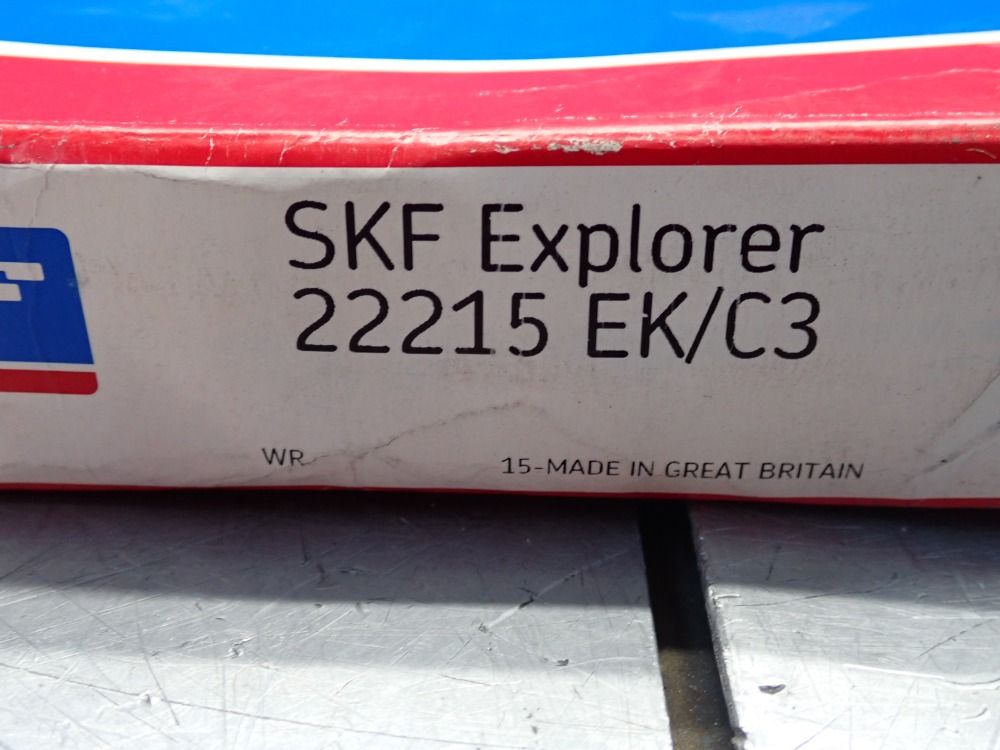 SKF Explorer
22215 EK/C3
WR
15-MADE IN GREAT BRITAIN